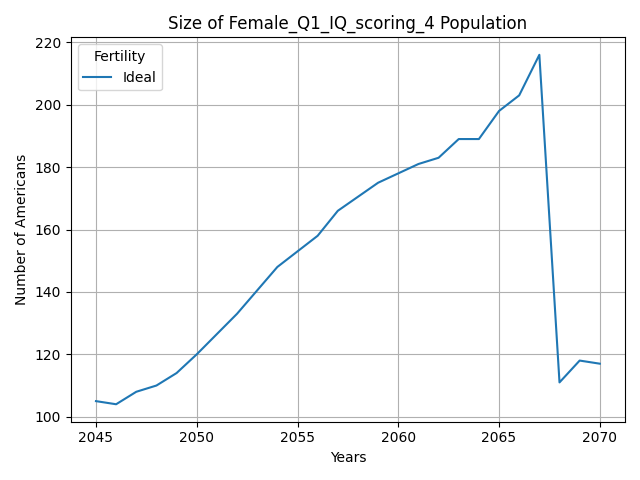 Size of Female_Q1_IQ_scoring_4 Population
Fertility
Ideal
Number of Americans
220
200
180
160
140
120
100
2045 2050 2055 2060 2065 2070
Years